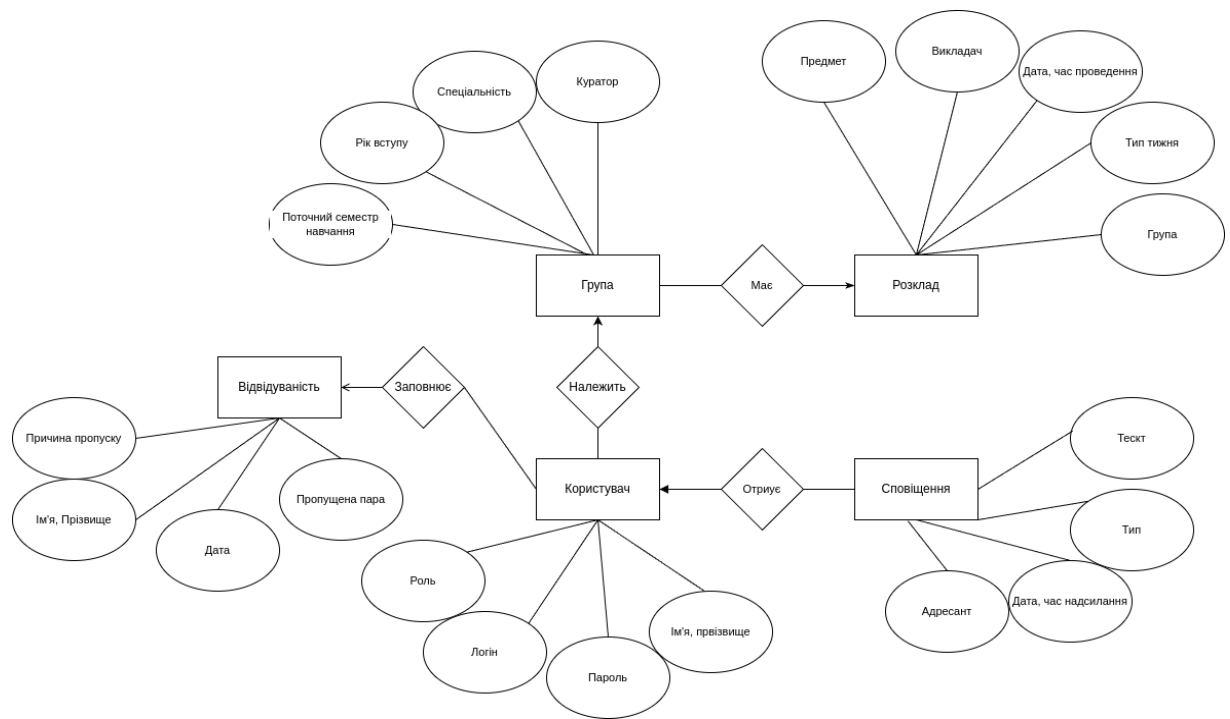 Куратор
Спеціальність
Рік вступу
Поточний семестр
навчання
Предмет
Викладач
Дата, час проведення
Тип тижня
Група
Група
Має
Розклад
Відвідуваність
Заповнює
Належить
Причина пропуску
Ім'я, Прізвище
Дата
Пропущена пара
Користувач
Отриує
Сповіщення
Тескт
Тип
Дата, час надсилання
Адресант
Роль
Логін
Пароль
Ім'я, првізвище